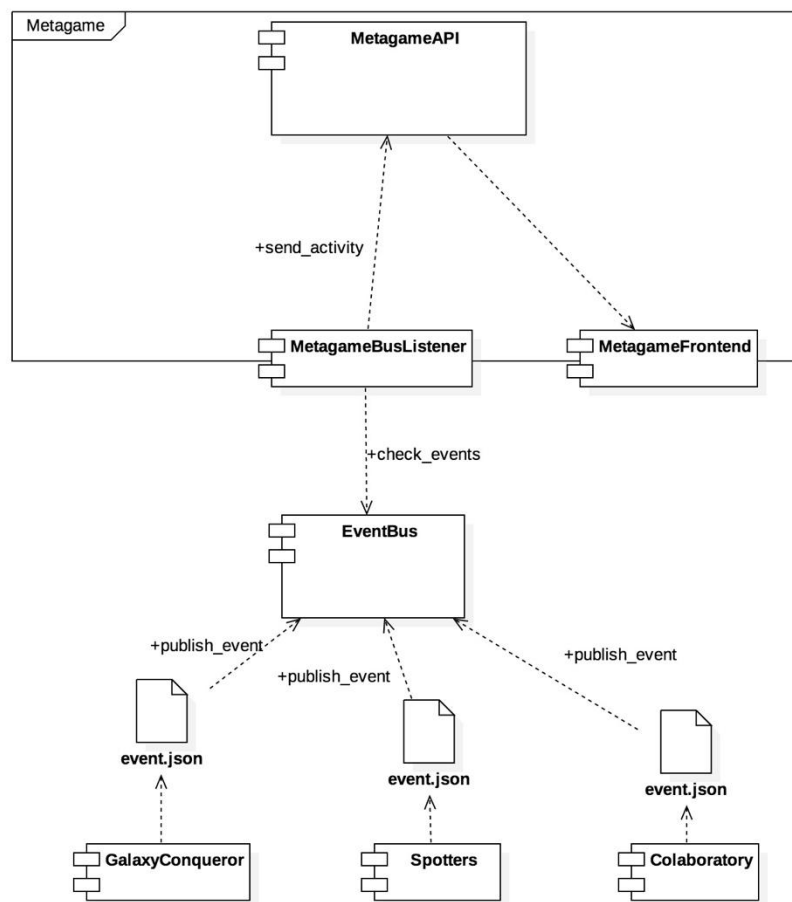 Metagame
MetagameAPI
+send_activity
MetagameBusListener
MetagameFrontend
+check_events
EventBus
+publish_event
+publish_event
+publish_event
event.json
event.json
event.json
GalaxyConqueror
Spotters
Colaboratory